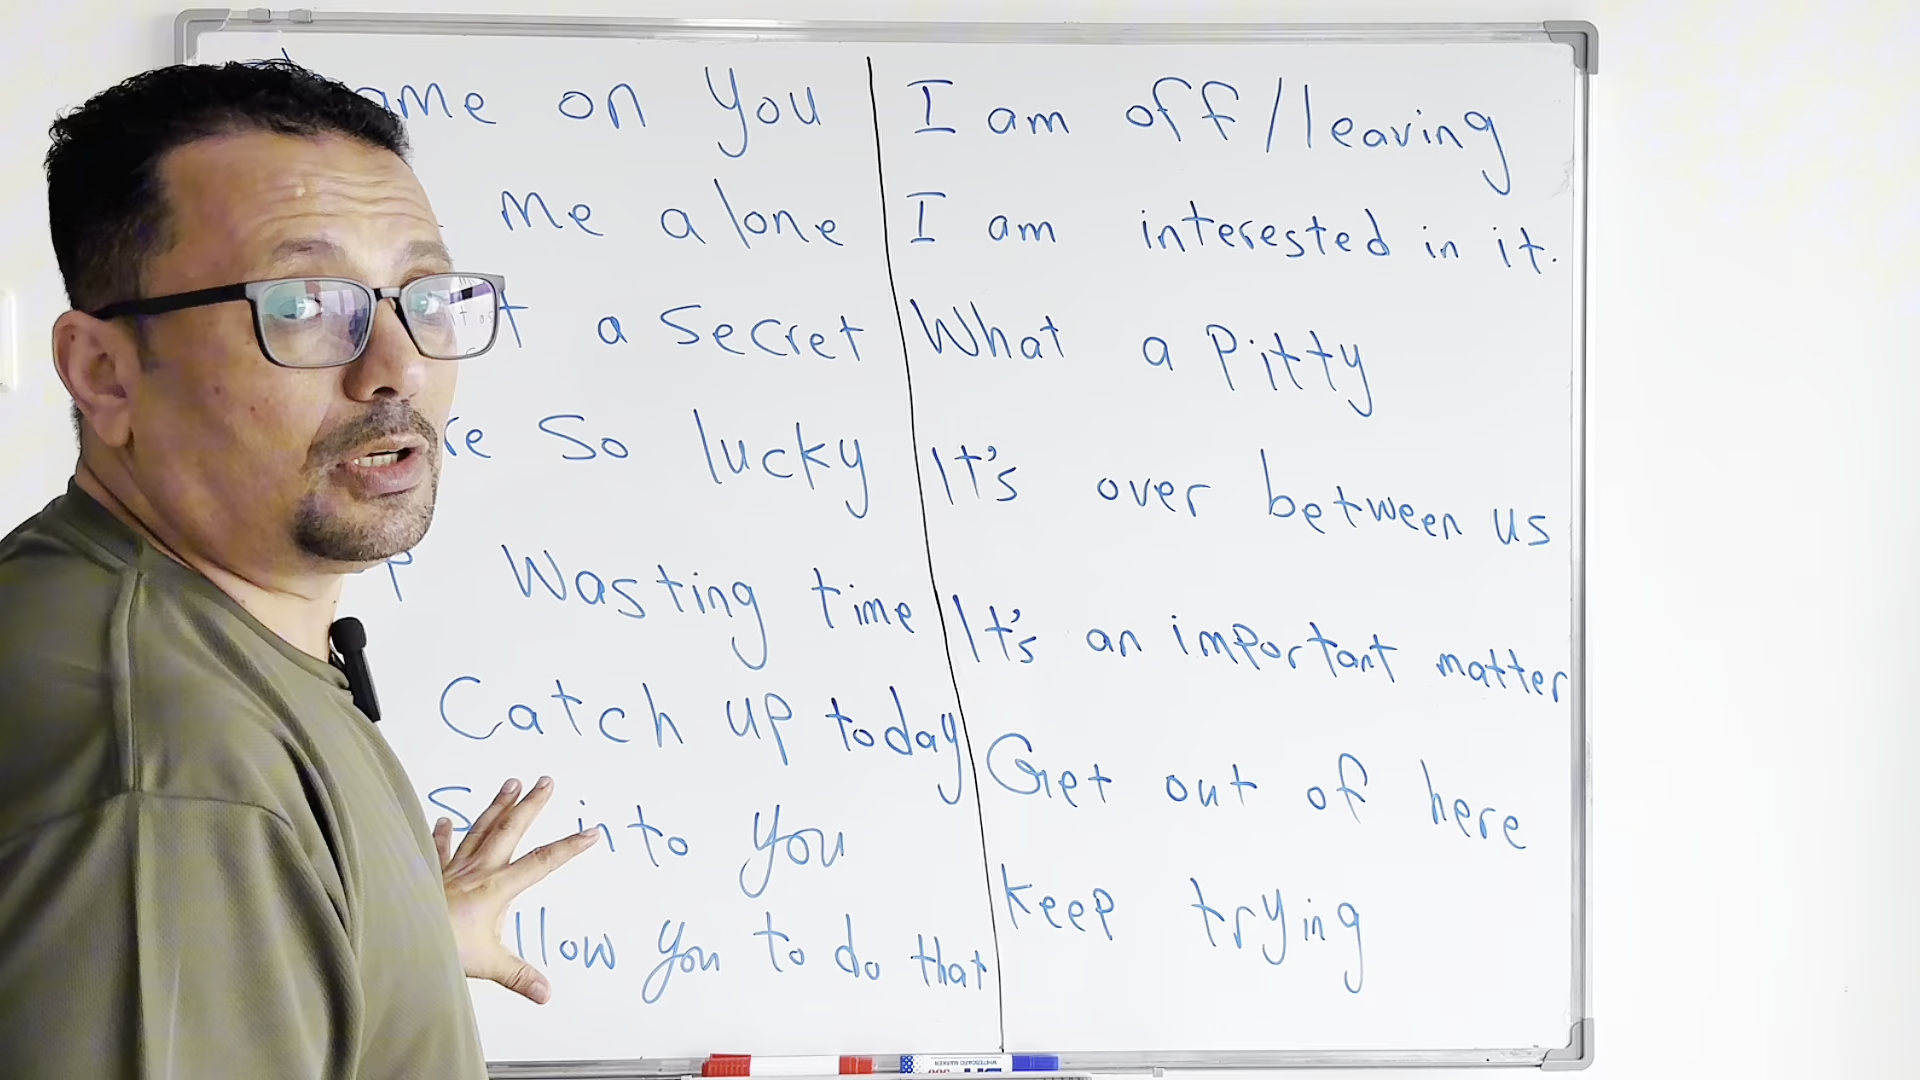 on You
me alone
a Secret
So lucky
Wasting time
Catch up today
into you
you to do that
I am off/leaving
I am interested in it.
What a Pitty
It's over between us
It's an important matter
Get out of here
Keep trying
WHITEBOARD MARKER